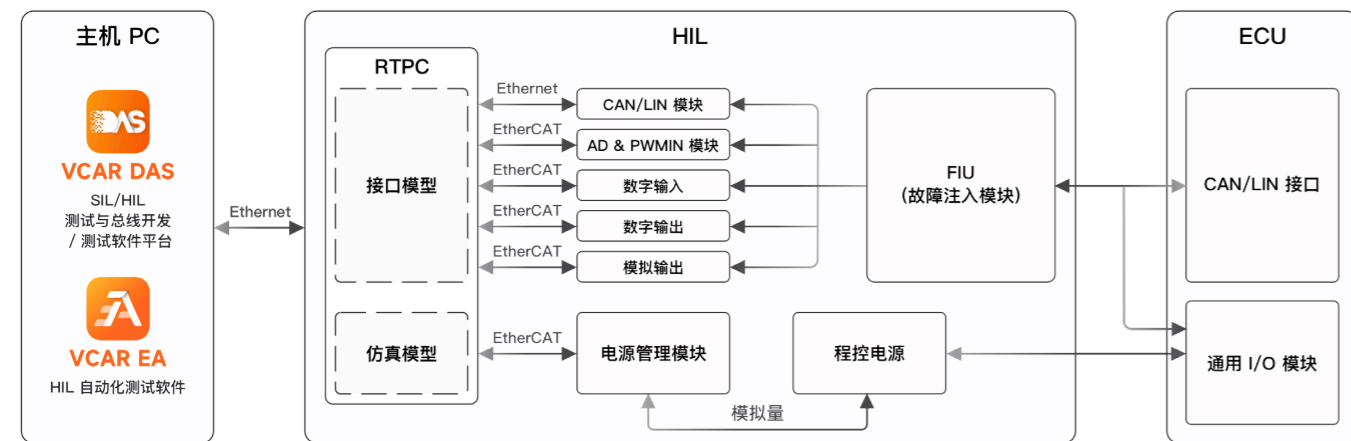 主机 PC
DAS
VCAR DAS
SIL/HIL
测试与总线开发
/ 测试软件平台
EA
VCAR EA
HIL 自动化测试软件
Ethernet
HIL
RTPC
接口模型
仿真模型
Ethernet
CAN/LIN 模块
EtherCAT
AD & PWMIN 模块
EtherCAT
数字输入
EtherCAT
数字输出
EtherCAT
模拟输出
EtherCAT
电源管理模块
FIU
(故障注入模块)
程控电源
模拟量
ECU
CAN/LIN 接口
通用 I/O 模块